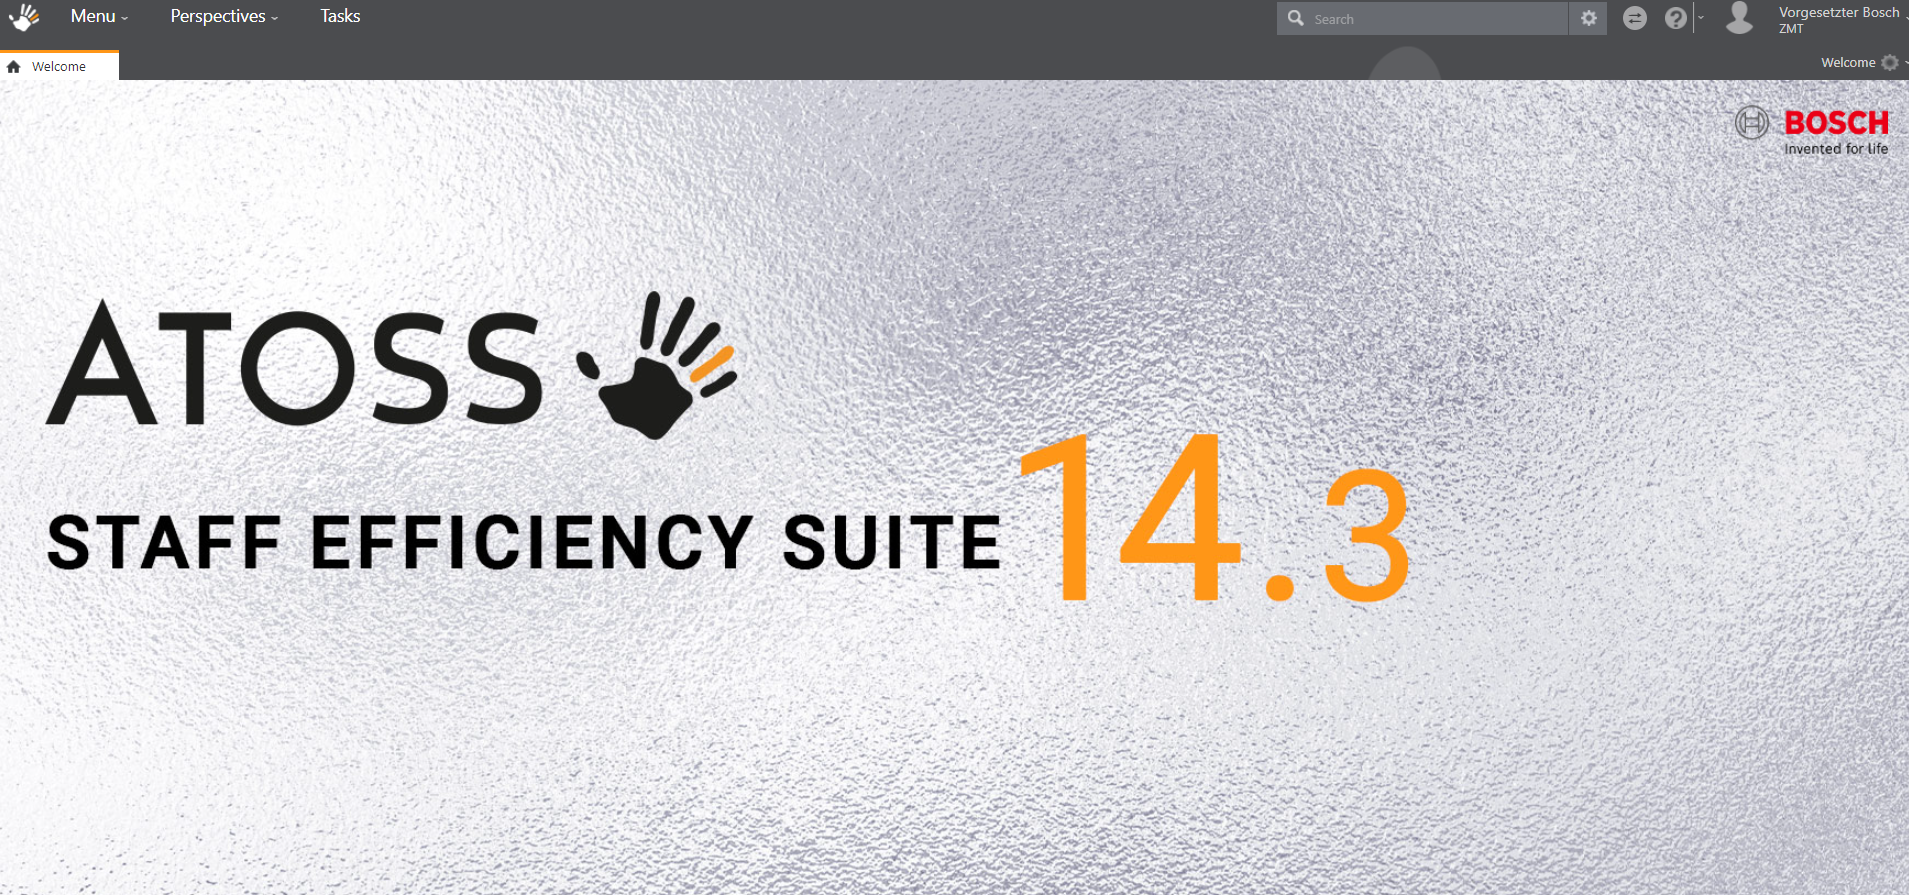 Menu
Perspectives
Tasks
Search
Vorgesetzter Bosch
ZMT
Welcome
Welcome
BOSCH
Invented for life
ATOSS
STAFF EFFICIENCY SUITE 14.3